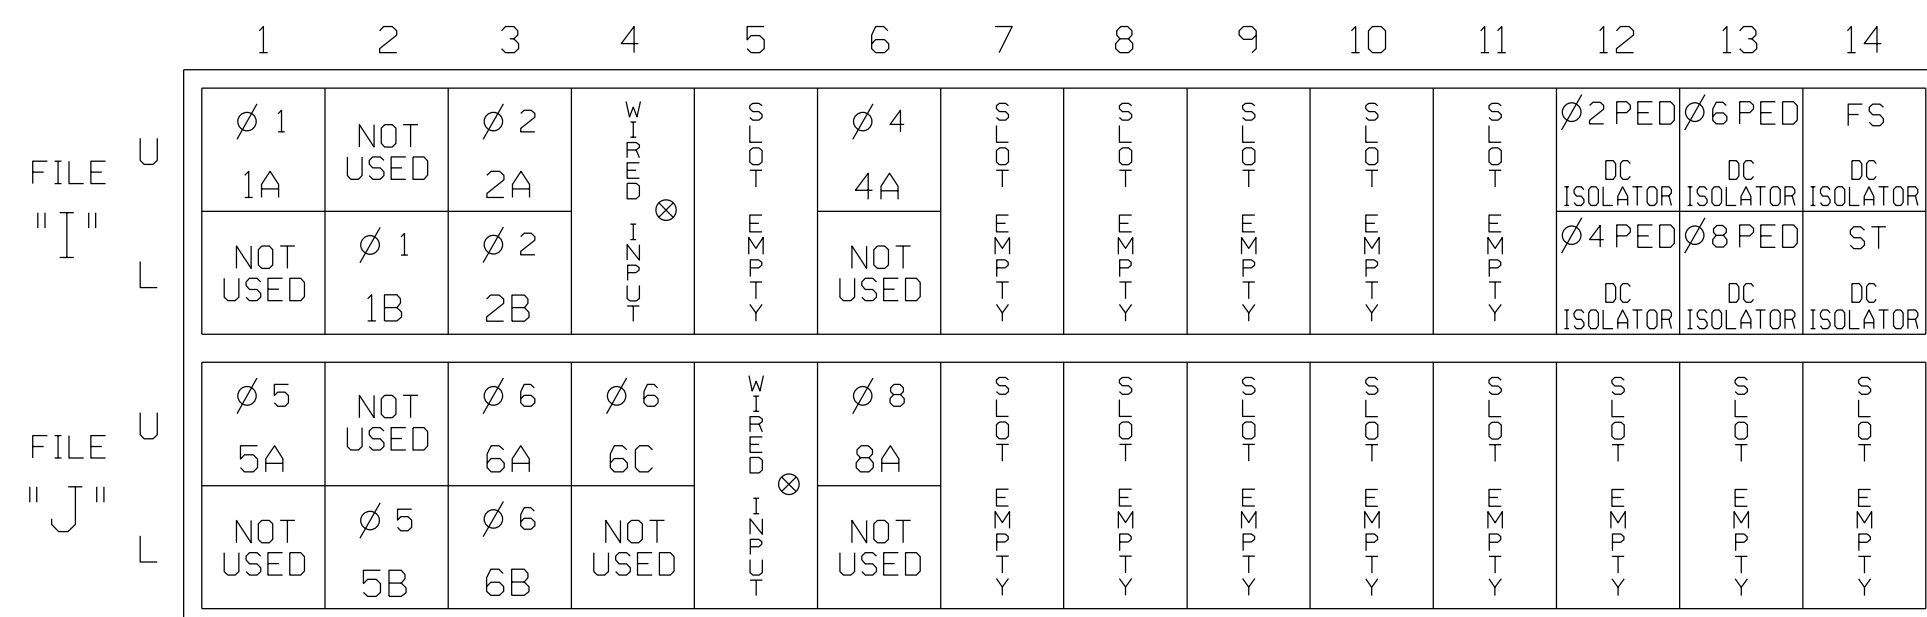 1 2 3 4 5 6 7 8 9 10 11 12 13 14
FILE
"I"
U
L
Ø 1
1A
NOT
USED
NOT
USED
Ø 1
1B
Ø 2
2A
Ø 2
2B
WIRED INPUT
SLOT EMPTY
Ø 4
4A
NOT
USED
SLOT EMPTY
SLOT EMPTY
SLOT EMPTY
SLOT EMPTY
SLOT EMPTY
Ø2 PED
DC
ISOLATOR
Ø4 PED
DC
ISOLATOR
Ø6 PED
DC
ISOLATOR
Ø8 PED
DC
ISOLATOR
FS
DC
ISOLATOR
ST
DC
ISOLATOR
FILE
"J"
U
L
Ø 5
5A
NOT
USED
NOT
USED
Ø 5
5B
Ø 6
6A
Ø 6
6B
Ø 6
6C
NOT
USED
WIRED INPUT
Ø 8
8A
NOT
USED
SLOT EMPTY
SLOT EMPTY
SLOT EMPTY
SLOT EMPTY
SLOT EMPTY
SLOT EMPTY
SLOT EMPTY
SLOT EMPTY